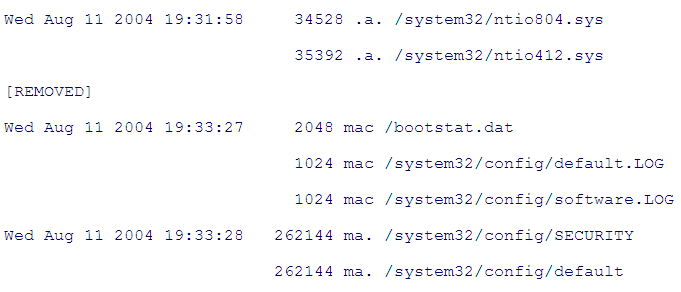 Wed Aug 11 2004 19:31:58 34528 .a. /system32/ntio804.sys
35392 .a. /system32/ntio412.sys
[REMOVED]
Wed Aug 11 2004 19:33:27 2048 mac /bootstat.dat
1024 mac /system32/config/default.LOG
1024 mac /system32/config/software.LOG
Wed Aug 11 2004 19:33:28 262144 ma. /system32/config/SECURITY
262144 ma. /system32/config/default